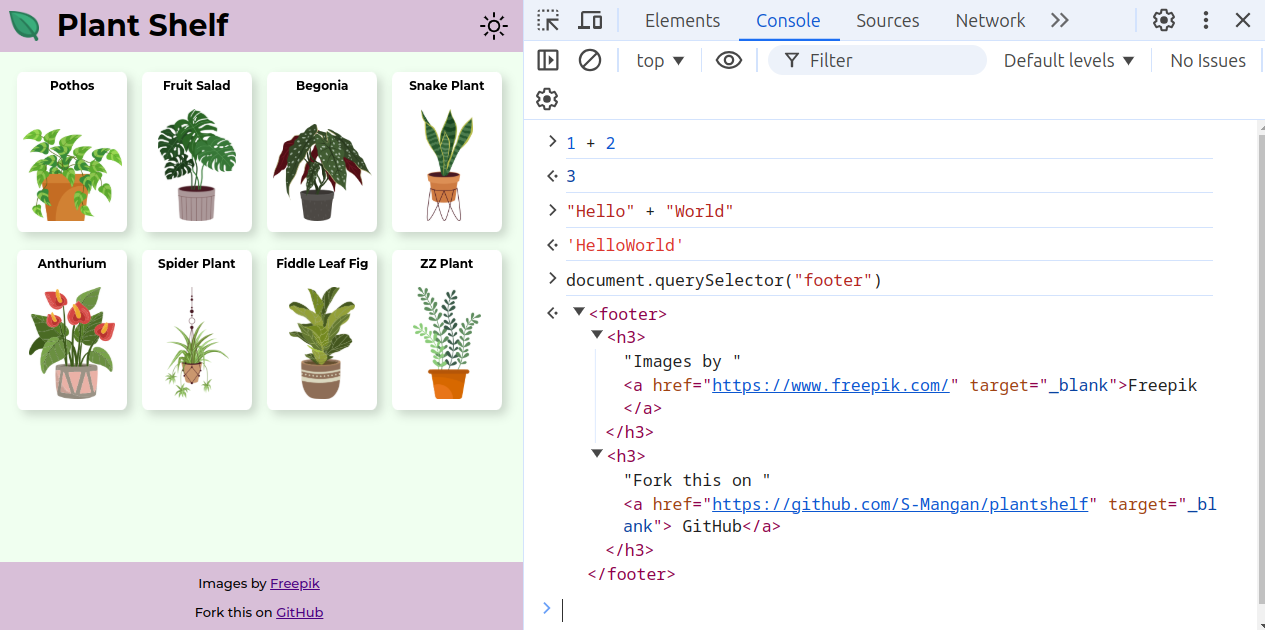 Plant Shelf
Pothos
Fruit Salad
Begonia
Snake Plant
Anthurium
Spider Plant
Fiddle Leaf Fig
ZZ Plant
Images by Freepik
Fork this on GitHub
Elements
Console
Sources
Network
top
Filter
Default levels
No Issues
1 + 2
3
"Hello" + "World"
'HelloWorld'
document.querySelector("footer")
<footer>
<h3>
"Images by "
<a href="https://www.freepik.com/" target="_blank">Freepik
</a>
</h3>
<h3>
"Fork this on "
<a href="https://github.com/S-Mangan/plantshelf" target="_bl
ank"> GitHub</a>
</h3>
</footer>